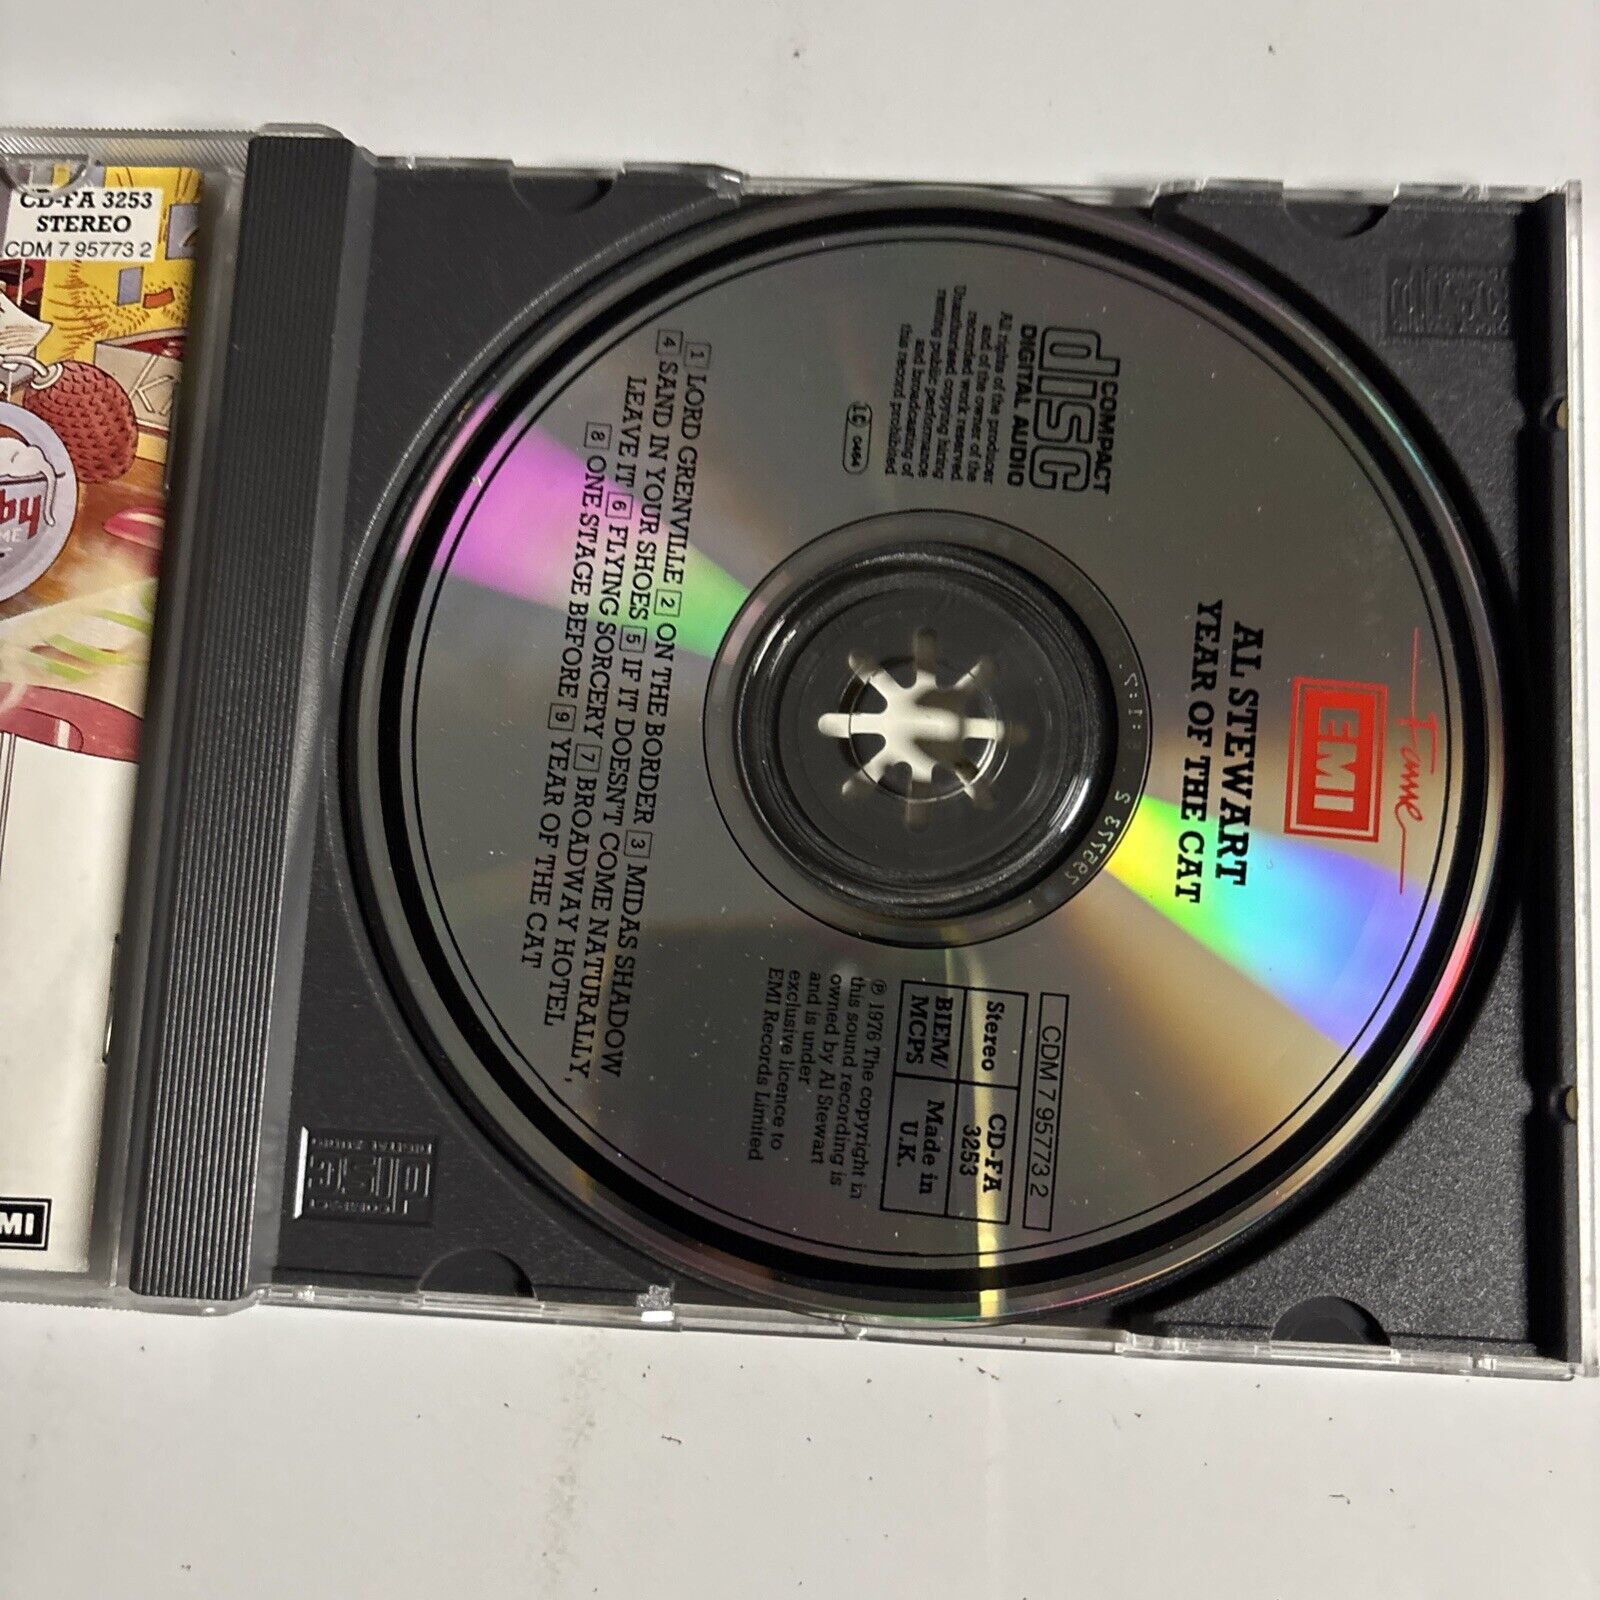 CD-FA 3253
STEREO
CDM 7 95773 2
EMI
Fame
EMI
AL STEWART
YEAR OF THE CAT
COMPACT
disc
DIGITAL AUDIO
All rights of the producer
and of the owner of the
recorded work reserved
Unauthorised copying hiring
renting public performance
and broadcasting of
this record prohibited
LC 0464
CDM 7 95773 2
Stereo
CD-FA
3253
BIEM/
MCPS
Made in
U.K.
℗ 1976 The copyright in
this sound recording is
owned by Al Stewart
and is under
exclusive licence to
EMI Records Limited
1 LORD GRENVILLE 2 ON THE BORDER 3 MIDAS SHADOW
4 SAND IN YOUR SHOES 5 IF IT DOESN'T COME NATURALLY,
LEAVE IT 6 FLYING SORCERY 7 BROADWAY HOTEL
8 ONE STAGE BEFORE 9 YEAR OF THE CAT